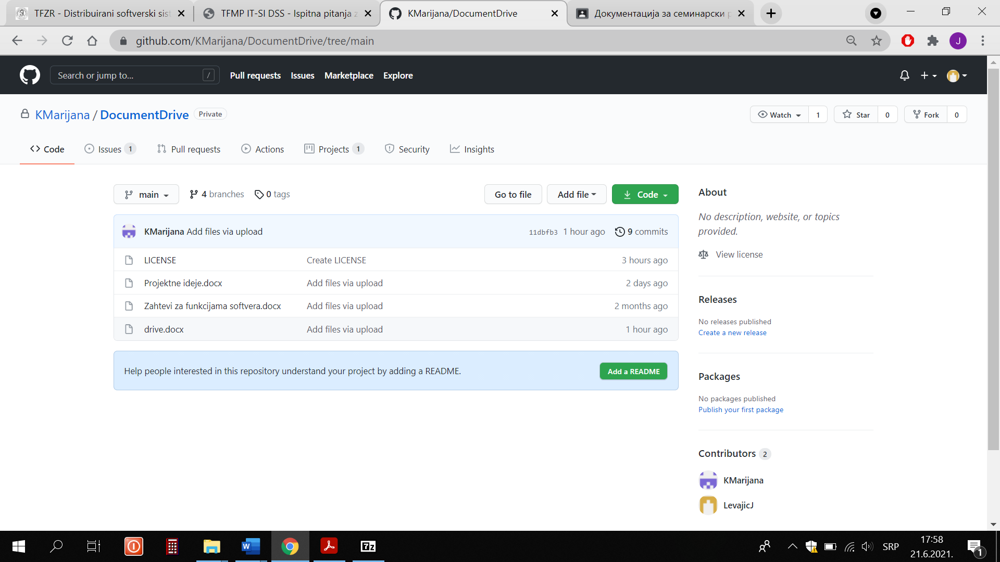 TFZR - Distribuirani softverski sist
TFMP IT-SI DSS - Ispitna pitanja z
KMarijana/DocumentDrive
Документација за семинарски р
github.com/KMarijana/DocumentDrive/tree/main
J
Search or jump to...
/
Pull requests
Issues
Marketplace
Explore
KMarijana / DocumentDrive
Private
Watch
1
Star
0
Fork
0
Code
Issues 1
Pull requests
Actions
Projects 1
Security
Insights
main
4 branches
0 tags
Go to file
Add file
Code
KMarijana Add files via upload
11dbfb3 1 hour ago
9 commits
LICENSE
Create LICENSE
3 hours ago
Projektne ideje.docx
Add files via upload
2 days ago
Zahtevi za funkcijama softvera.docx
Add files via upload
2 months ago
drive.docx
Add files via upload
1 hour ago
Help people interested in this repository understand your project by adding a README.
Add a README
About
No description, website, or topics
provided.
View license
Releases
No releases published
Create a new release
Packages
No packages published
Publish your first package
Contributors 2
KMarijana
LevajicJ
W
7z
SRP
17:58
21.6.2021.
1